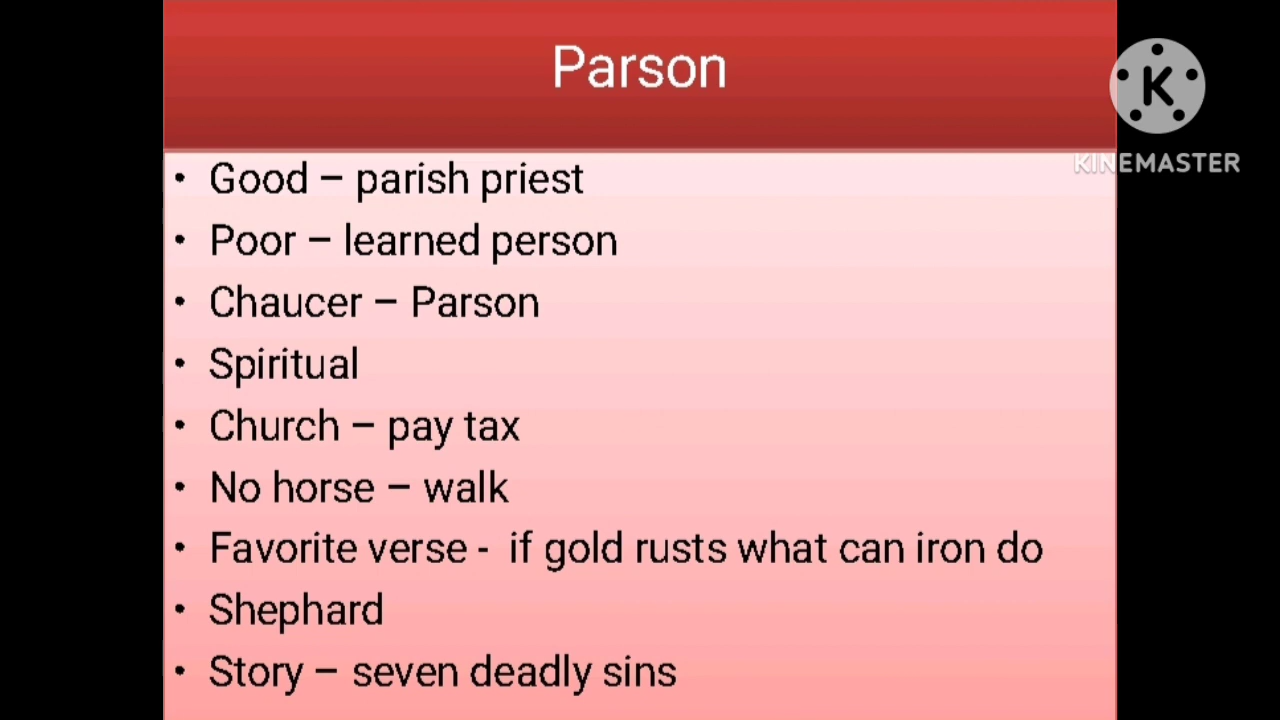 Parson
K
KINEMASTER
• Good – parish priest
• Poor – learned person
• Chaucer – Parson
• Spiritual
• Church – pay tax
• No horse – walk
• Favorite verse - if gold rusts what can iron do
• Shephard
• Story – seven deadly sins